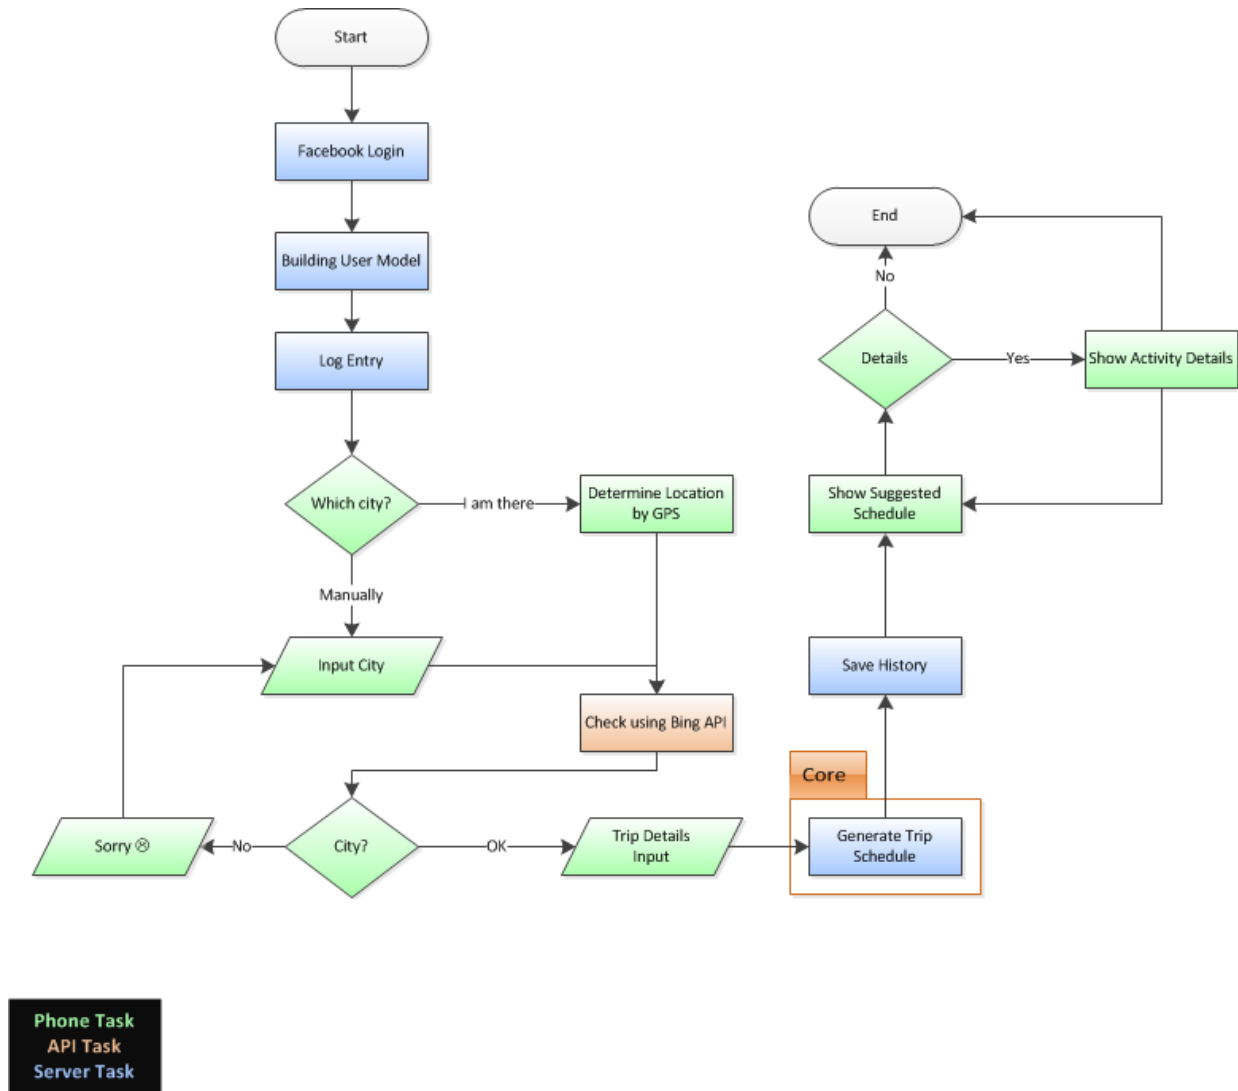 Start
Facebook Login
Building User Model
Log Entry
Which city?
I am there
Determine Location
by GPS
Manually
Input City
Check using Bing API
City?
No
Sorry ☹
OK
Trip Details
Input
Core
Generate Trip
Schedule
Save History
Show Suggested
Schedule
Details
Yes
Show Activity Details
No
End
Phone Task
API Task
Server Task